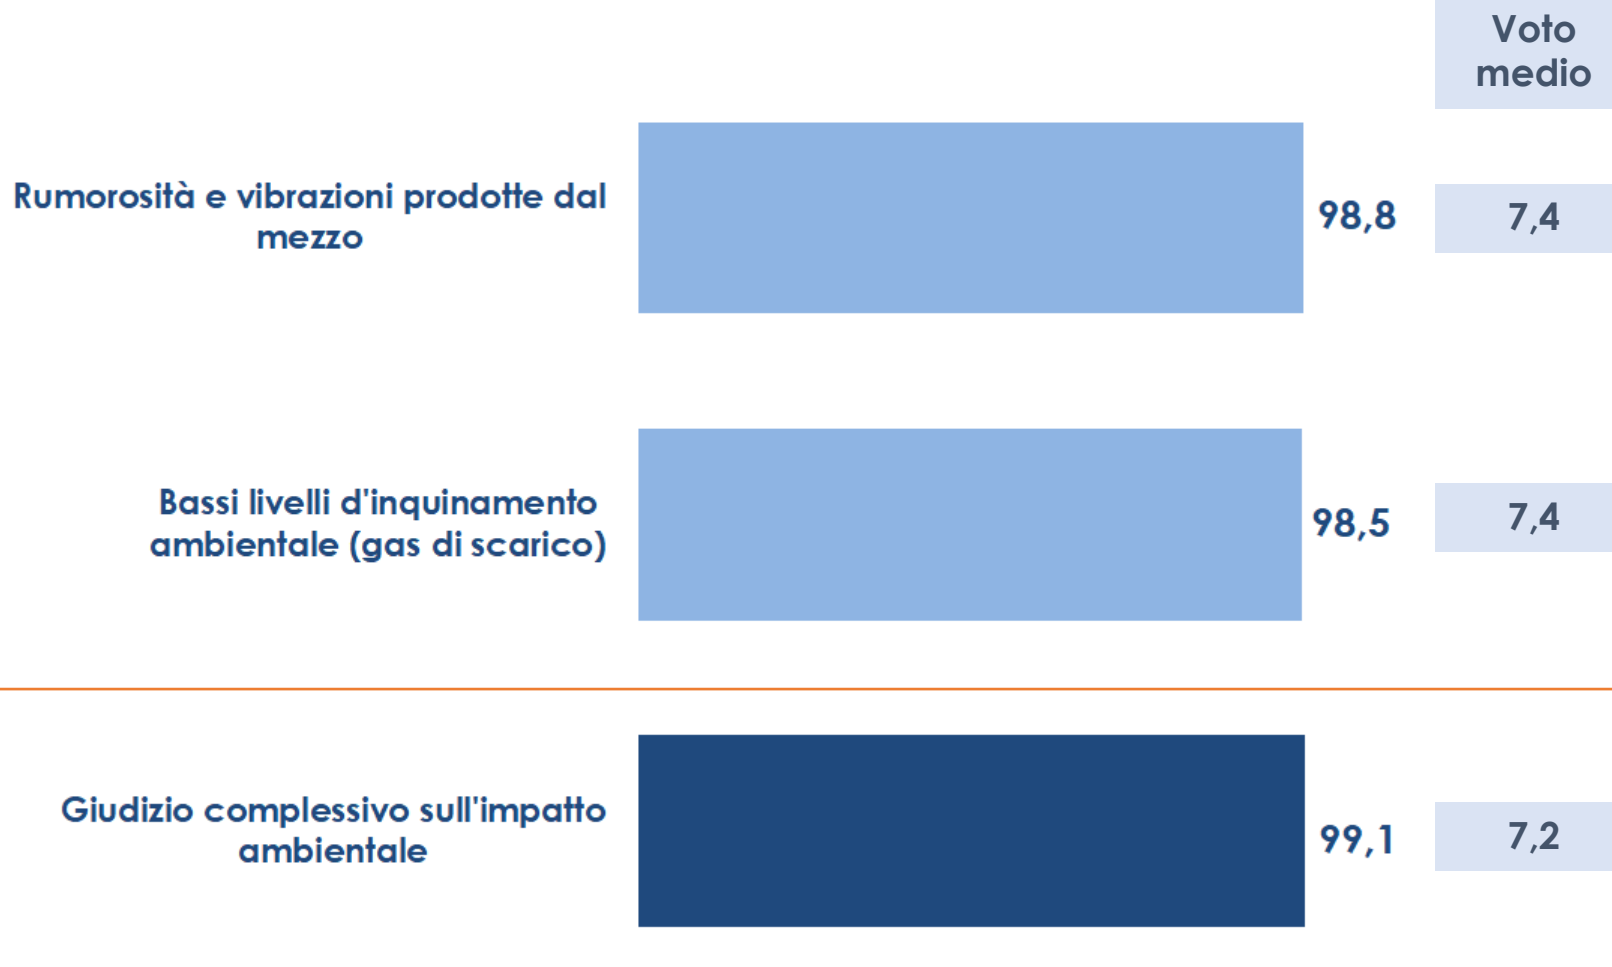 Voto
medio
Rumorosità e vibrazioni prodotte dal
mezzo
98,8
7,4
Bassi livelli d'inquinamento
ambientale (gas di scarico)
98,5
7,4
Giudizio complessivo sull'impatto
ambientale
99,1
7,2